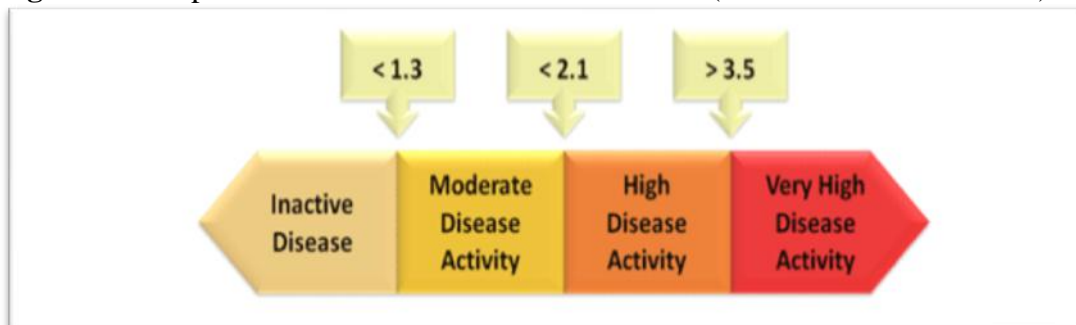 < 1.3
< 2.1
> 3.5
Inactive
Disease
Moderate
Disease
Activity
High
Disease
Activity
Very High
Disease
Activity